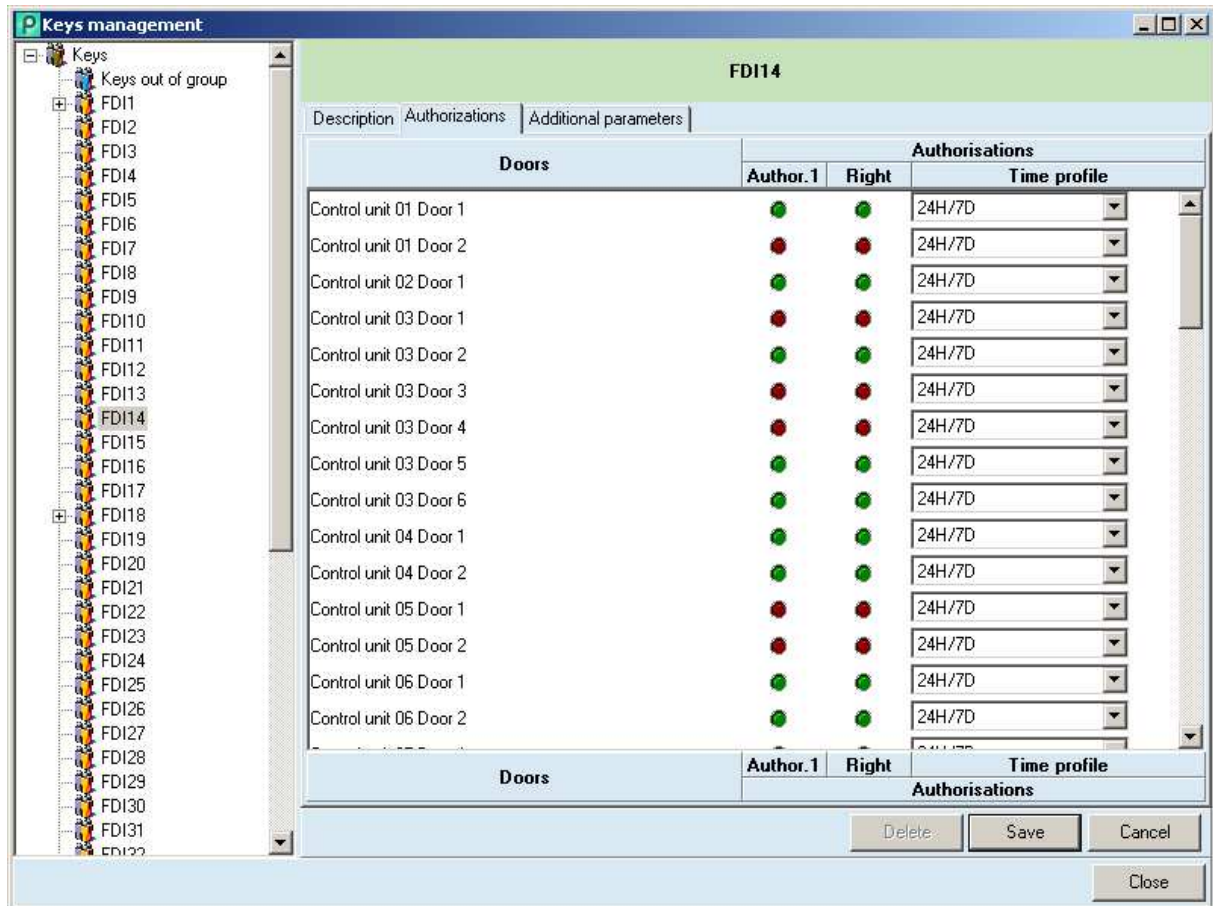 Keys management
Keys
Keys out of group
FDI1
FDI2
FDI3
FDI4
FDI5
FDI6
FDI7
FDI8
FDI9
FDI10
FDI11
FDI12
FDI13
FDI14
FDI15
FDI16
FDI17
FDI18
FDI19
FDI20
FDI21
FDI22
FDI23
FDI24
FDI25
FDI26
FDI27
FDI28
FDI29
FDI30
FDI31
FDI32
FDI14
Description Authorizations Additional parameters
Doors Authorisations
Author.1 Right Time profile
Control unit 01 Door 1 24H/7D
Control unit 01 Door 2 24H/7D
Control unit 02 Door 1 24H/7D
Control unit 03 Door 1 24H/7D
Control unit 03 Door 2 24H/7D
Control unit 03 Door 3 24H/7D
Control unit 03 Door 4 24H/7D
Control unit 03 Door 5 24H/7D
Control unit 03 Door 6 24H/7D
Control unit 04 Door 1 24H/7D
Control unit 04 Door 2 24H/7D
Control unit 05 Door 1 24H/7D
Control unit 05 Door 2 24H/7D
Control unit 06 Door 1 24H/7D
Control unit 06 Door 2 24H/7D
Doors Author.1 Right Time profile
Authorisations
Delete Save Cancel
Close